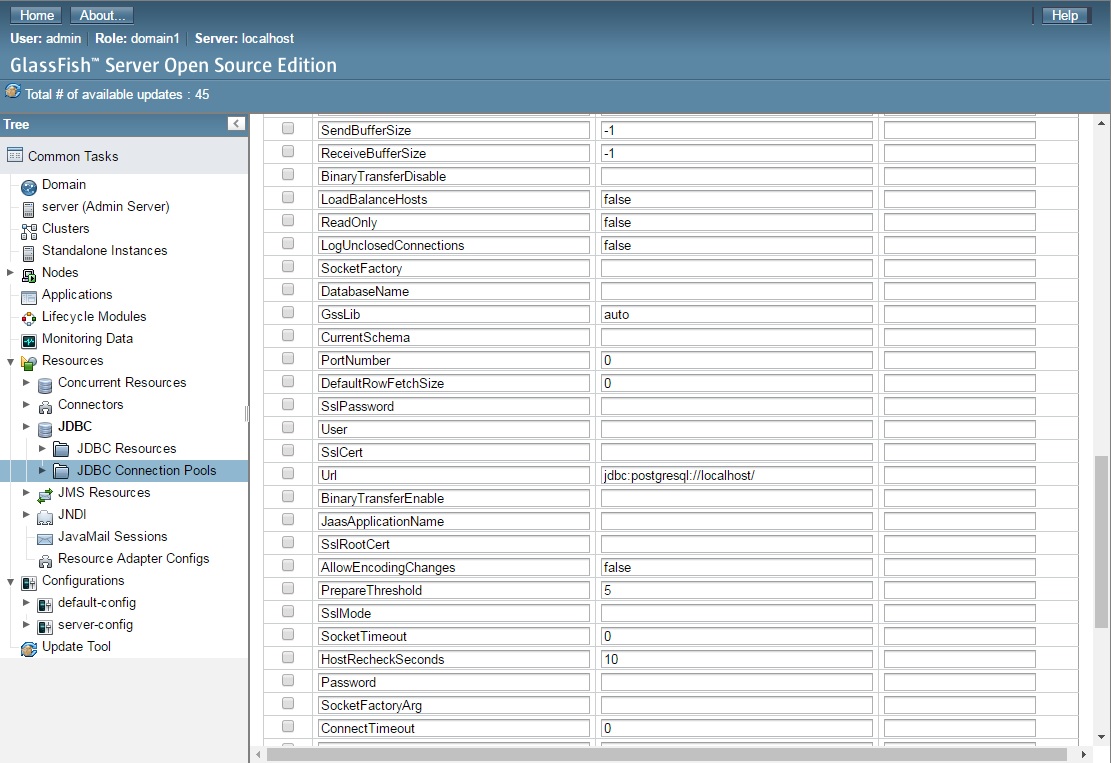 Home About... Help
User: admin Role: domain1 Server: localhost
GlassFish™ Server Open Source Edition
Total # of available updates : 45
Tree
Common Tasks
Domain
server (Admin Server)
Clusters
Standalone Instances
Nodes
Applications
Lifecycle Modules
Monitoring Data
Resources
Concurrent Resources
Connectors
JDBC
JDBC Resources
JDBC Connection Pools
JMS Resources
JNDI
JavaMail Sessions
Resource Adapter Configs
Configurations
default-config
server-config
Update Tool
SendBufferSize -1
ReceiveBufferSize -1
BinaryTransferDisable
LoadBalanceHosts false
ReadOnly false
LogUnclosedConnections false
SocketFactory
DatabaseName
GssLib auto
CurrentSchema
PortNumber 0
DefaultRowFetchSize 0
SslPassword
User
SslCert
Url jdbc:postgresql://localhost/
BinaryTransferEnable
JaasApplicationName
SslRootCert
AllowEncodingChanges false
PrepareThreshold 5
SslMode
SocketTimeout 0
HostRecheckSeconds 10
Password
SocketFactoryArg
ConnectTimeout 0